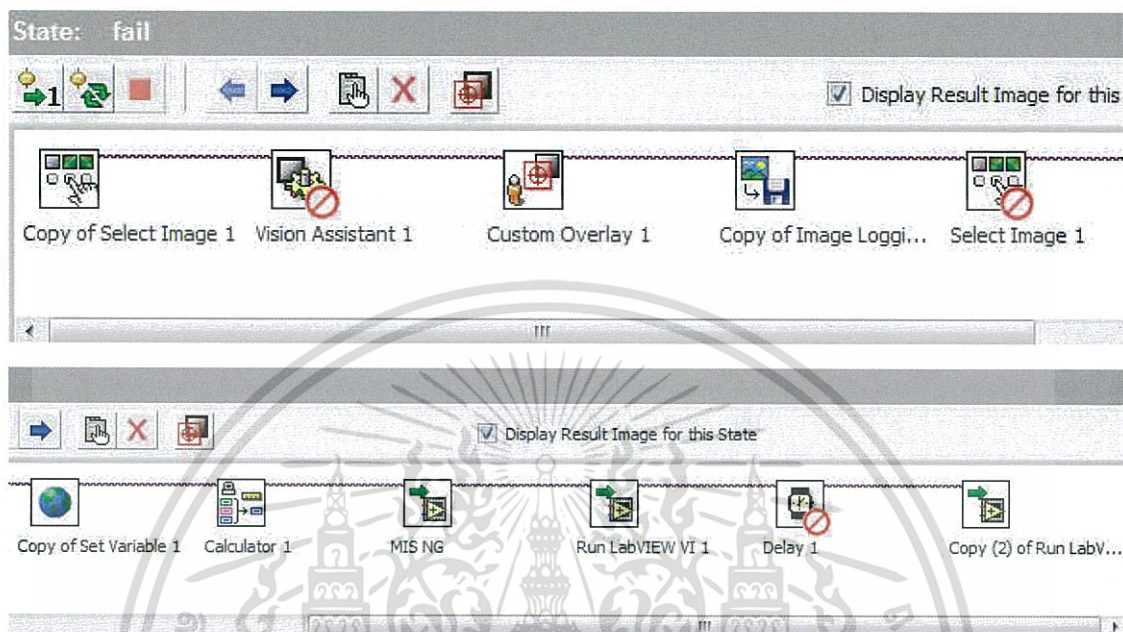 State: fail
1
Display Result Image for this
Copy of Select Image 1 Vision Assistant 1 Custom Overlay 1 Copy of Image Loggi... Select Image 1
Display Result Image for this State
Copy of Set Variable 1 Calculator 1 MIS NG Run LabVIEW VI 1 Delay 1 Copy (2) of Run LabV...